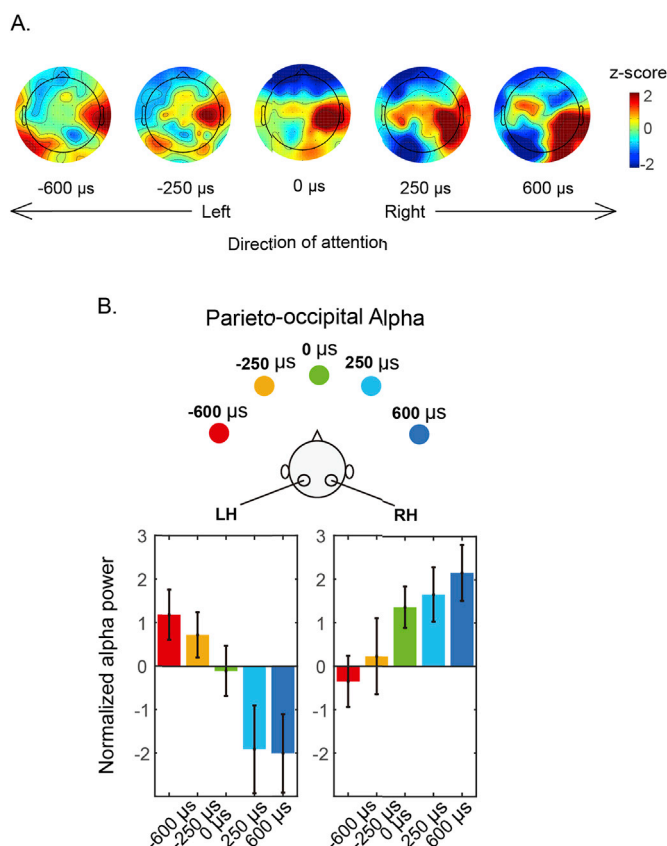 A.
z-score
2
0
-2
-600 µs
-250 µs
0 µs
250 µs
600 µs
Left
Right
Direction of attention
B.
Parieto-occipital Alpha
0 µs
-250 µs
250 µs
-600 µs
600 µs
LH
RH
Normalized alpha power
3
2
1
0
-1
-2
-600 µs
-250 µs
0 µs
250 µs
600 µs
3
2
1
0
-1
-2
-600 µs
-250 µs
0 µs
250 µs
600 µs